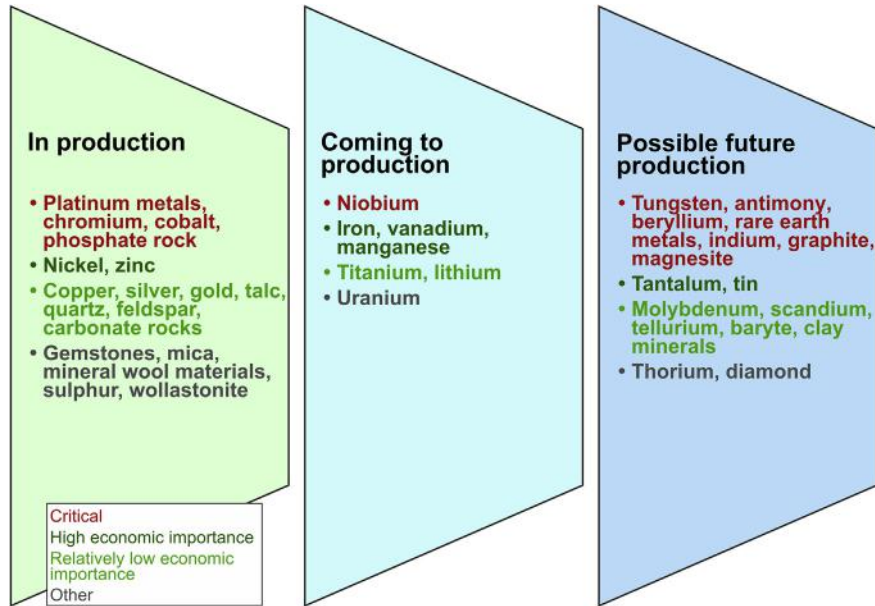 In production
• Platinum metals,
chromium, cobalt,
phosphate rock
• Nickel, zinc
• Copper, silver, gold, talc,
quartz, feldspar,
carbonate rocks
• Gemstones, mica,
mineral wool materials,
sulphur, wollastonite
Critical
High economic importance
Relatively low economic
importance
Other
Coming to
production
• Niobium
• Iron, vanadium,
manganese
• Titanium, lithium
• Uranium
Possible future
production
• Tungsten, antimony,
beryllium, rare earth
metals, indium, graphite,
magnesite
• Tantalum, tin
• Molybdenum, scandium,
tellurium, baryte, clay
minerals
• Thorium, diamond